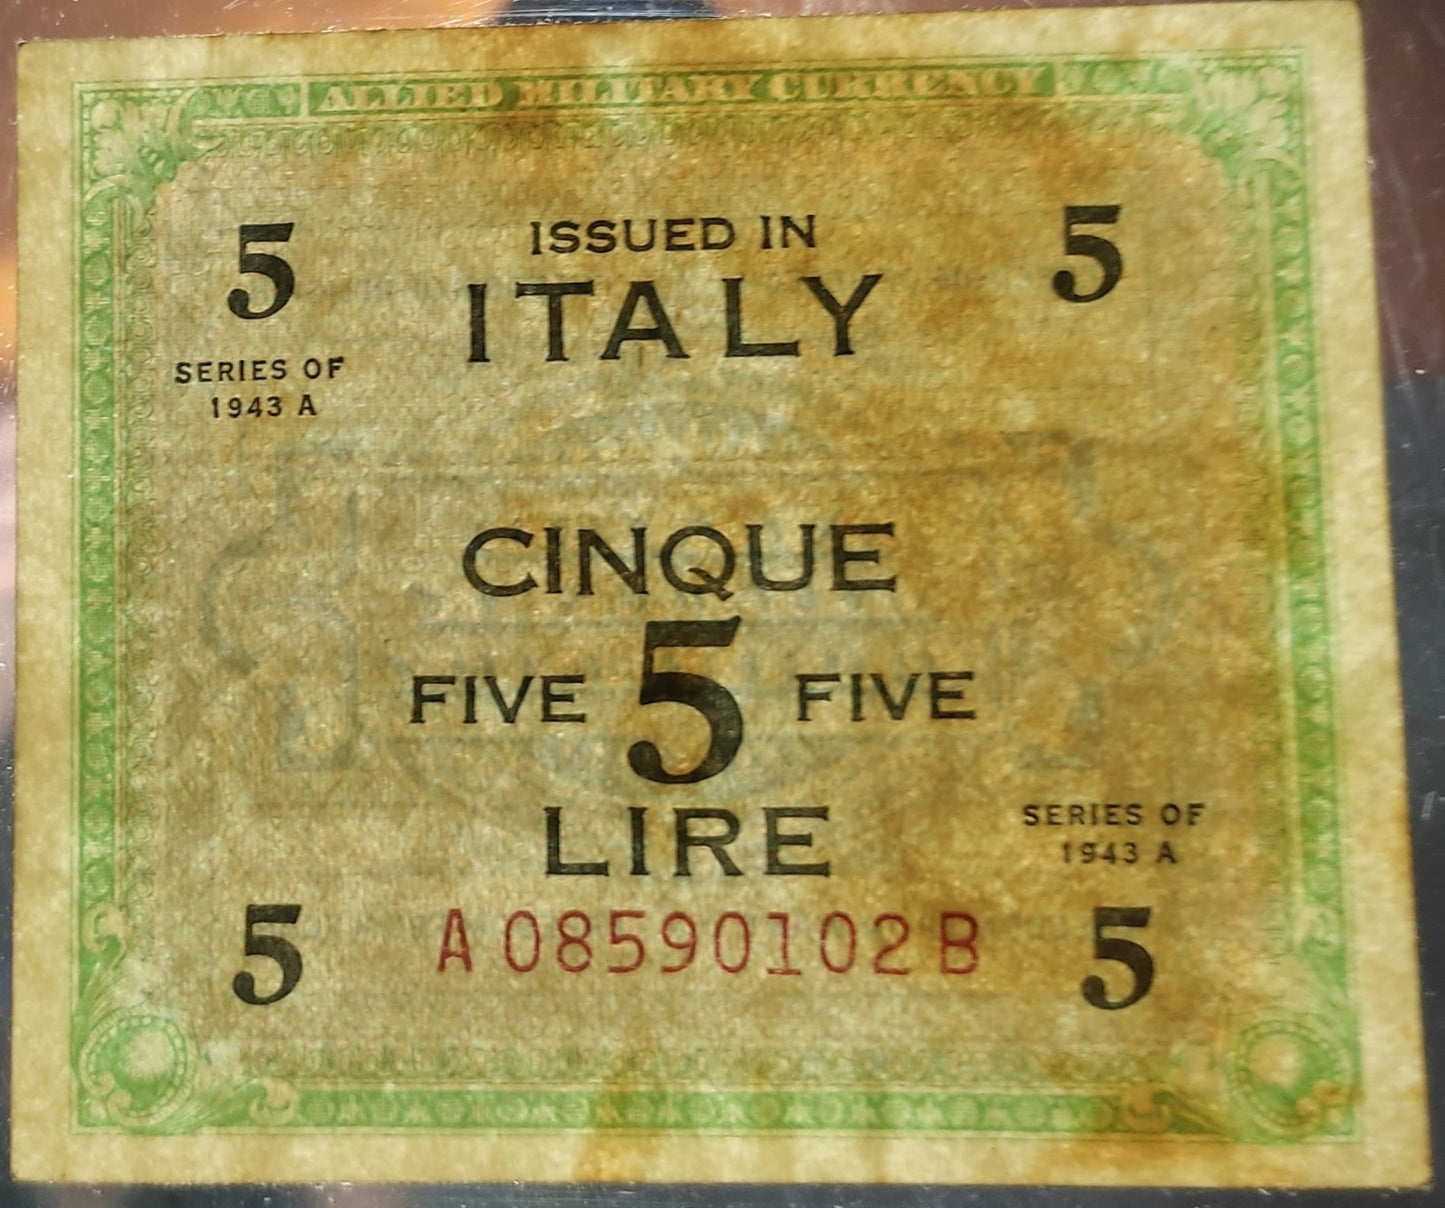 ALLIED MILITARY CURRENCY
5 ISSUED IN 5
ITALY
SERIES OF
1943 A
CINQUE
FIVE 5 FIVE
LIRE
SERIES OF
1943 A
5 A 08590102 B 5